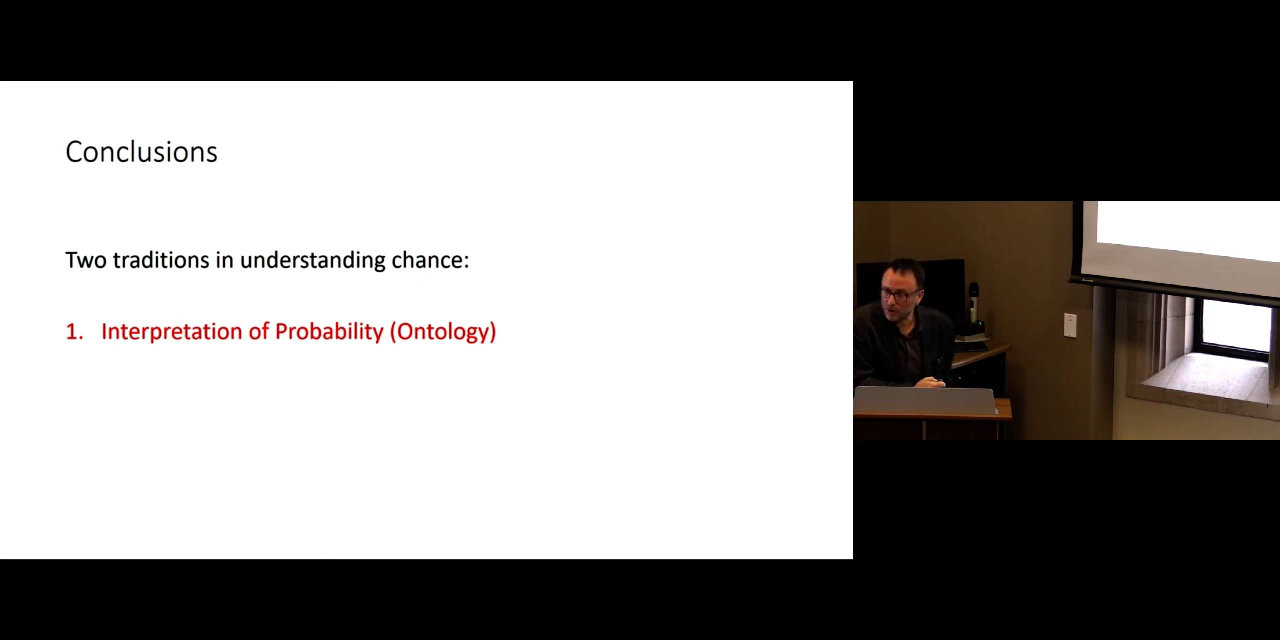 Conclusions
Two traditions in understanding chance:
1. Interpretation of Probability (Ontology)